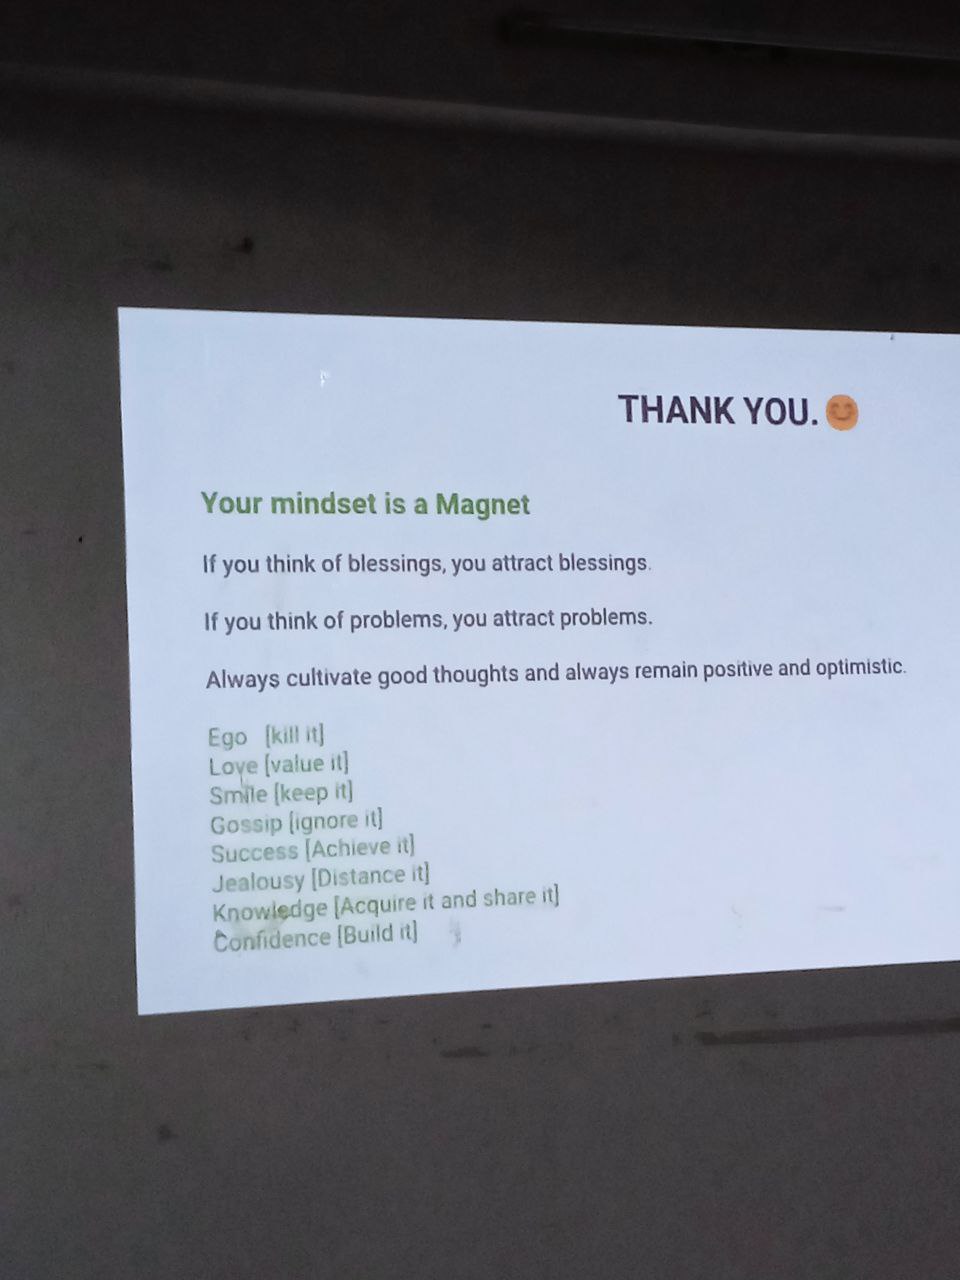 THANK YOU. 😊
Your mindset is a Magnet
If you think of blessings, you attract blessings.
If you think of problems, you attract problems.
Always cultivate good thoughts and always remain positive and optimistic.
Ego [kill it]
Love [value it]
Smile [keep it]
Gossip [ignore it]
Success [Achieve it]
Jealousy [Distance it]
Knowledge [Acquire it and share it]
Confidence [Build it]